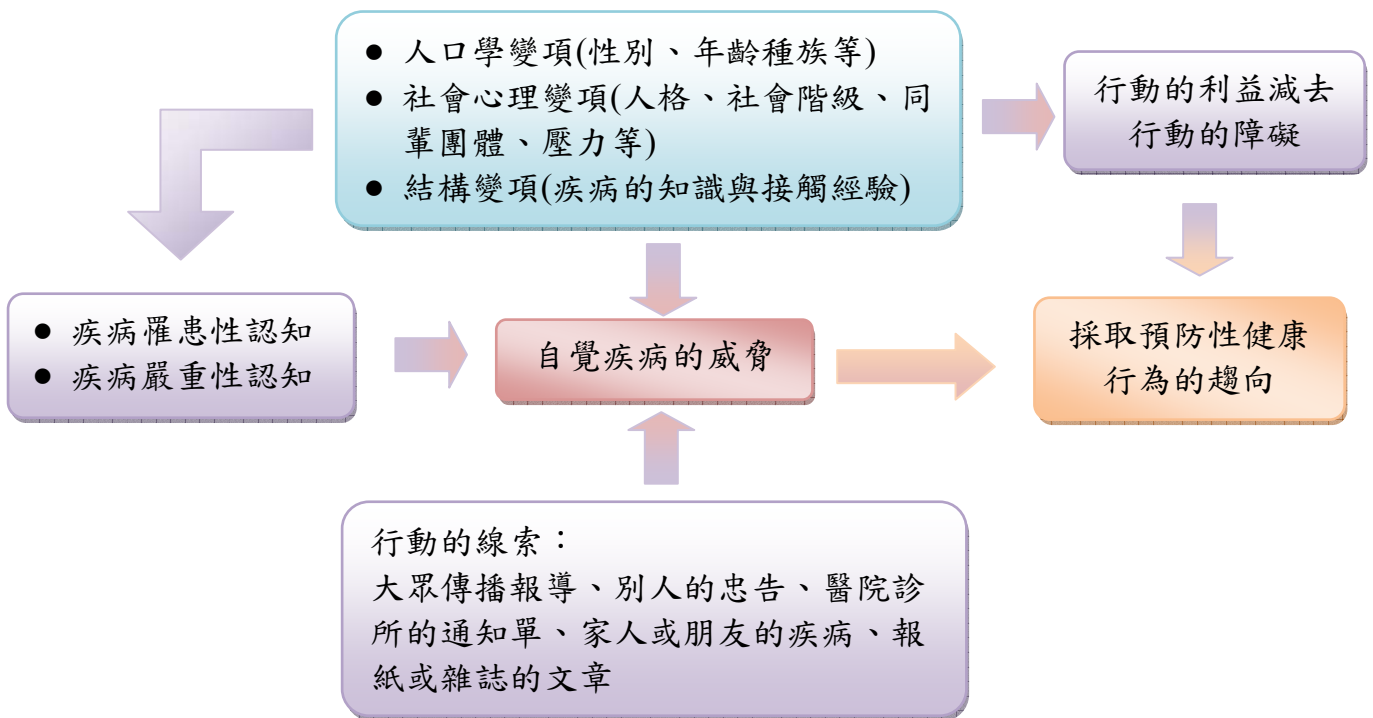 ● 人口學變項(性別、年齡種族等)
● 社會心理變項(人格、社會階級、同
輩團體、壓力等)
● 結構變項(疾病的知識與接觸經驗)
行動的利益減去
行動的障礙
● 疾病罹患性認知
● 疾病嚴重性認知
自覺疾病的威脅
採取預防性健康
行為的趨向
行動的線索：
大眾傳播報導、別人的忠告、醫院診
所的通知單、家人或朋友的疾病、報
紙或雜誌的文章